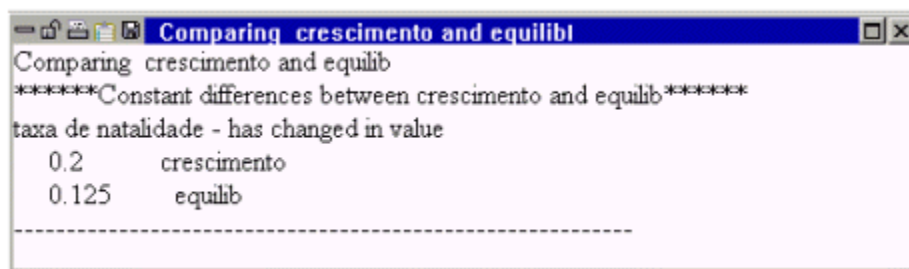 Comparing crescimento and equilibl
Comparing crescimento and equilib
******Constant differences between crescimento and equilib******
taxa de natalidade - has changed in value
0.2 crescimento
0.125 equilib
-----------------------------------------------------------